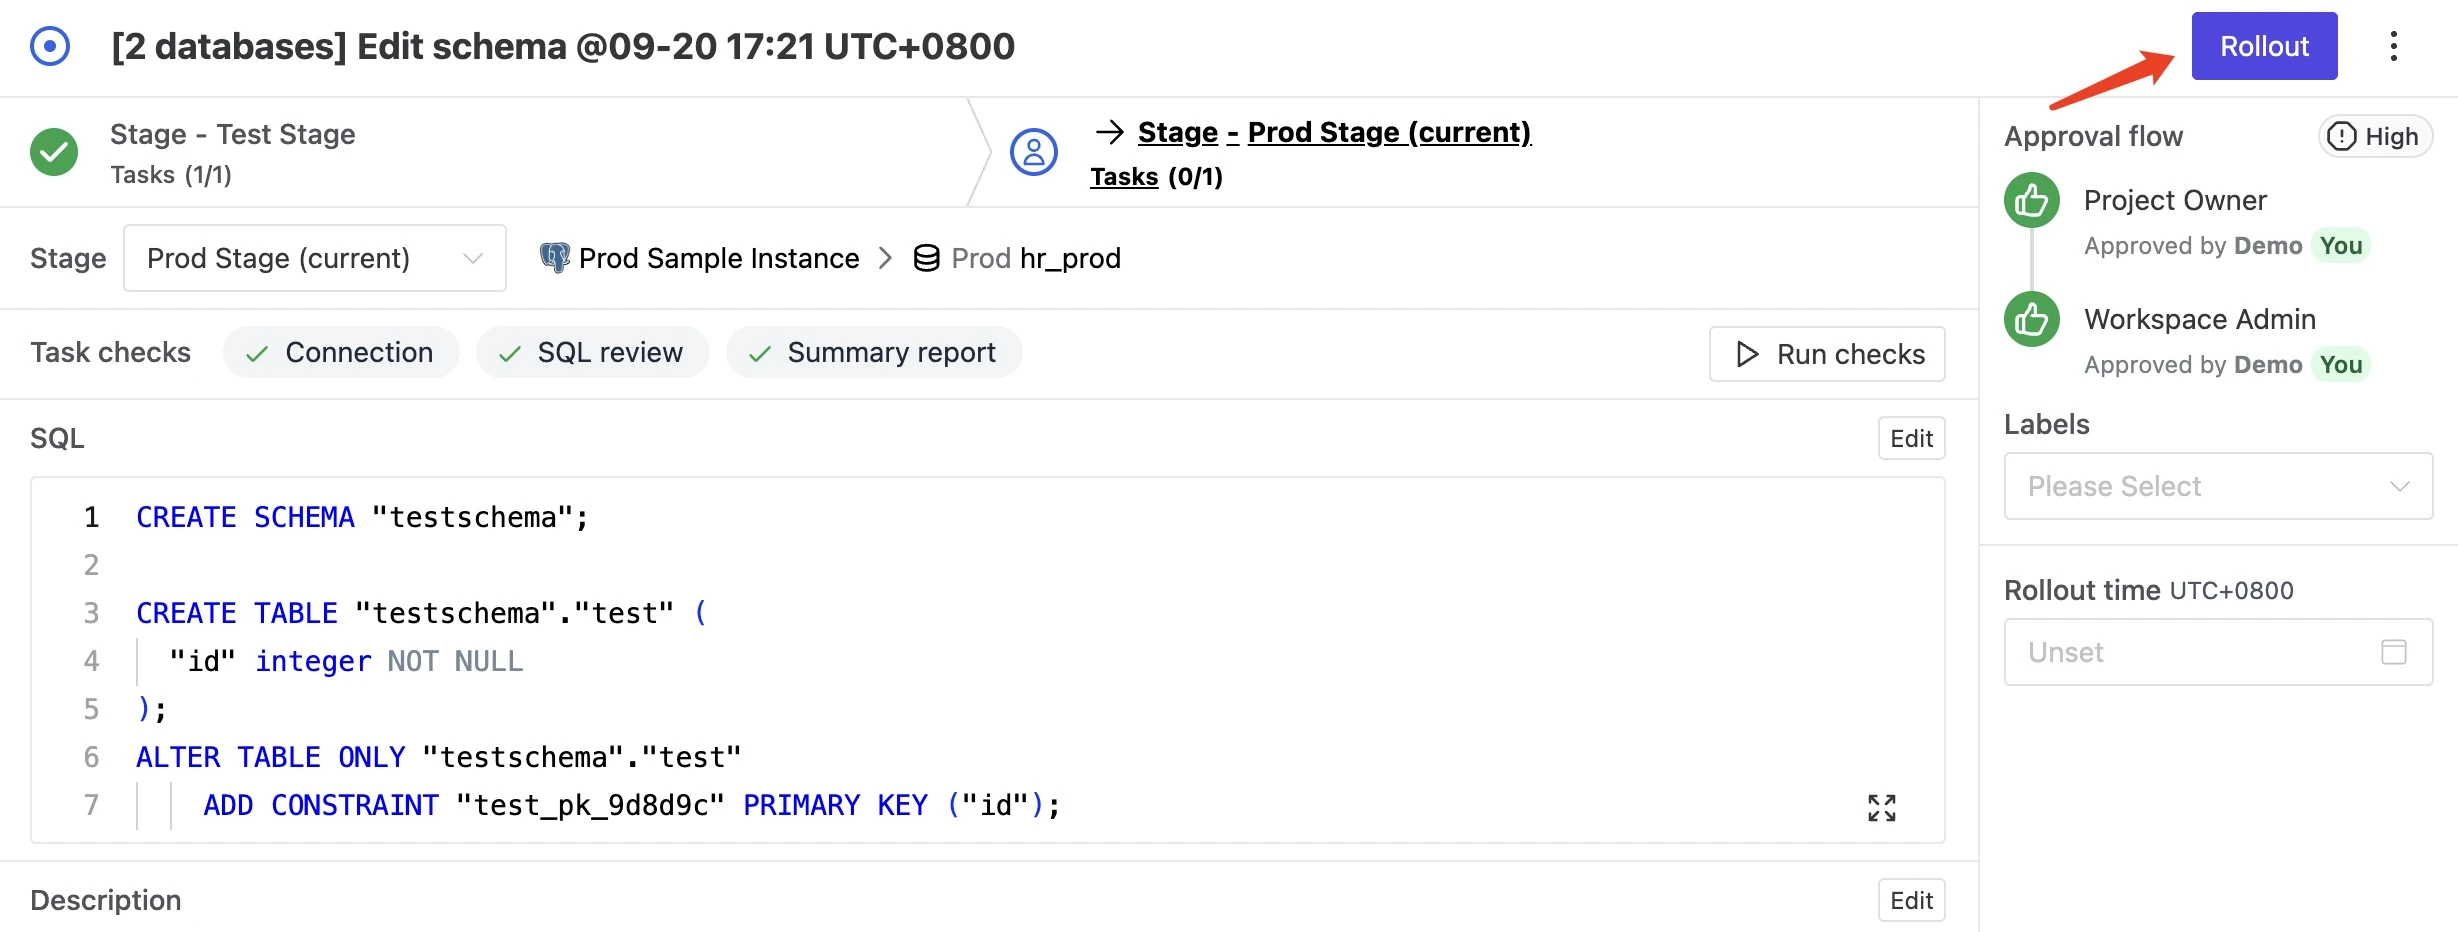 [2 databases] Edit schema @09-20 17:21 UTC+0800
Rollout
Stage - Test Stage
Tasks (1/1)
→ Stage - Prod Stage (current)
Tasks (0/1)
Stage
Prod Stage (current)
Prod Sample Instance > Prod hr_prod
Task checks
Connection
SQL review
Summary report
Run checks
SQL
Edit
1 CREATE SCHEMA "testschema";
2
3 CREATE TABLE "testschema"."test" (
4 "id" integer NOT NULL
5 );
6 ALTER TABLE ONLY "testschema"."test"
7 ADD CONSTRAINT "test_pk_9d8d9c" PRIMARY KEY ("id");
Description
Edit
Approval flow
High
Project Owner
Approved by Demo You
Workspace Admin
Approved by Demo You
Labels
Please Select
Rollout time UTC+0800
Unset